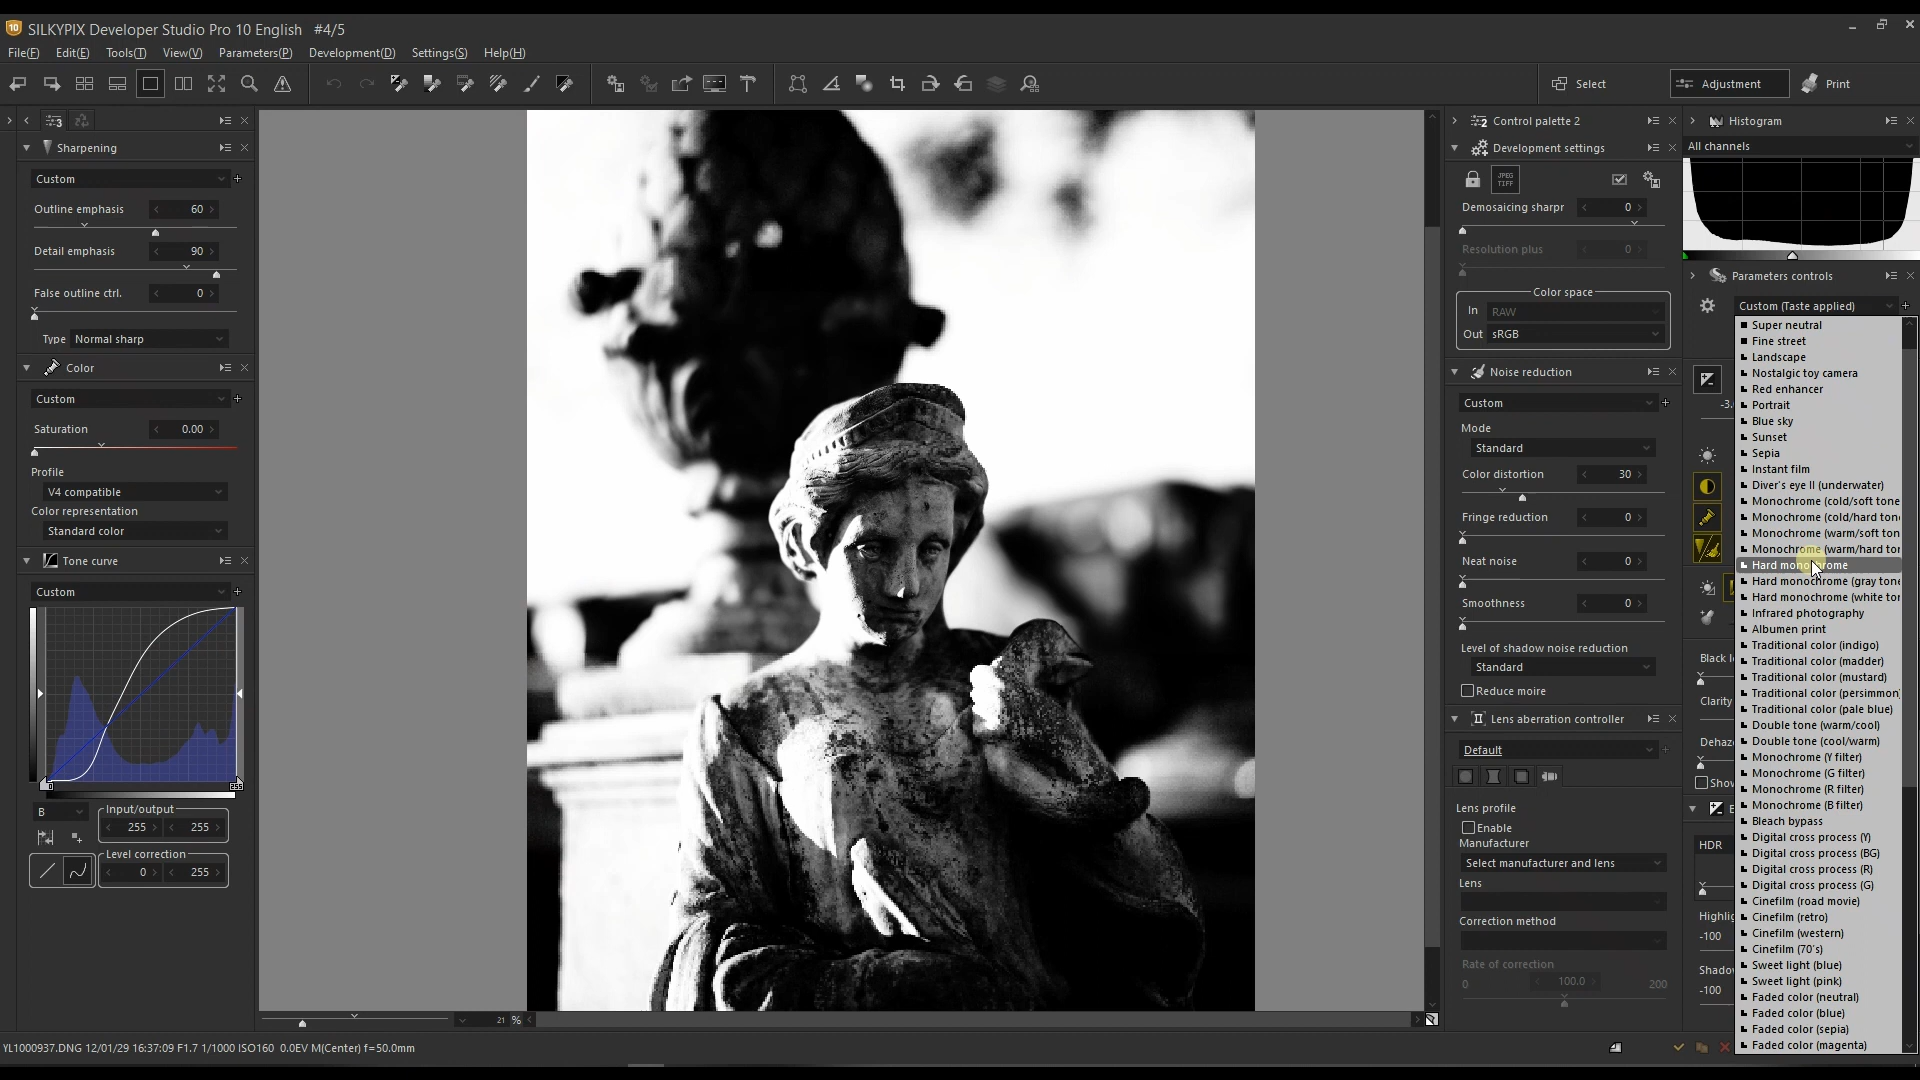 SILKYPIX Developer Studio Pro 10 English #4/5
File(F) Edit(E) Tools(T) View(V) Parameters(P) Development(D) Settings(S) Help(H)
Select Adjustment Print
3
Sharpening
Custom
Outline emphasis 60
Detail emphasis 90
False outline ctrl. 0
Type Normal sharp
Color
Custom
Saturation 0.00
Profile
V4 compatible
Color representation
Standard color
Tone curve
Custom
0 255
B
Input/output
255 255
Level correction
0 255
21 %
YL1000937.DNG 12/01/29 16:37:09 F1.7 1/1000 ISO160 0.0EV M(Center) f=50.0mm
2 Control palette 2
Development settings
JPEG
TIFF
Demosaicing sharpr 0
Resolution plus 0
Color space
In RAW
Out sRGB
Noise reduction
Custom
Mode
Standard
Color distortion 30
Fringe reduction 0
Neat noise 0
Smoothness 0
Level of shadow noise reduction
Standard
Reduce moire
Lens aberration controller
Default
Lens profile
Enable
Manufacturer
Select manufacturer and lens
Lens
Correction method
Rate of correction
0 100.0 200
Histogram
All channels
Parameters controls
Custom (Taste applied)
Super neutral
Fine street
Landscape
Nostalgic toy camera
Red enhancer
Portrait
Blue sky
Sunset
Sepia
Instant film
Diver's eye II (underwater)
Monochrome (cold/soft tone
Monochrome (cold/hard ton
Monochrome (warm/soft ton
Monochrome (warm/hard tor
Hard monochrome
Hard monochrome (gray tone
Hard monochrome (white tor
Infrared photography
Albumen print
Traditional color (indigo)
Traditional color (madder)
Traditional color (mustard)
Traditional color (persimmon)
Traditional color (pale blue)
Double tone (warm/cool)
Double tone (cool/warm)
Monochrome (Y filter)
Monochrome (G filter)
Monochrome (R filter)
Monochrome (B filter)
Bleach bypass
Digital cross process (Y)
Digital cross process (BG)
Digital cross process (R)
Digital cross process (G)
Cinefilm (road movie)
Cinefilm (retro)
Cinefilm (western)
Cinefilm (70's)
Sweet light (blue)
Sweet light (pink)
Faded color (neutral)
Faded color (blue)
Faded color (sepia)
Faded color (magenta)
-3.
Black l
Clarity
Dehaz
Show
E
HDR
Highlig
-100
Shado
-100